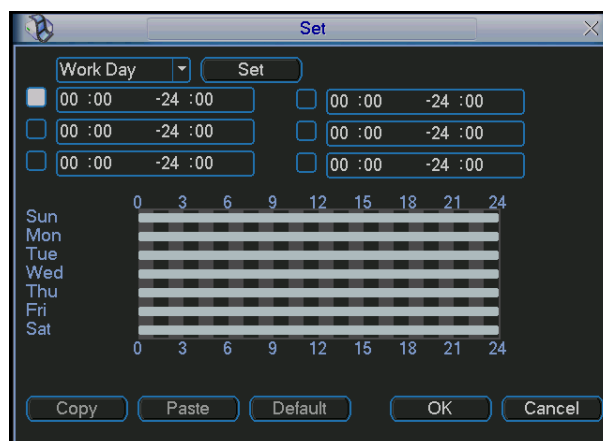 Set
Work Day Set
00 :00 -24 :00 00 :00 -24 :00
00 :00 -24 :00 00 :00 -24 :00
00 :00 -24 :00 00 :00 -24 :00
0 3 6 9 12 15 18 21 24
Sun
Mon
Tue
Wed
Thu
Fri
Sat
0 3 6 9 12 15 18 21 24
Copy Paste Default OK Cancel